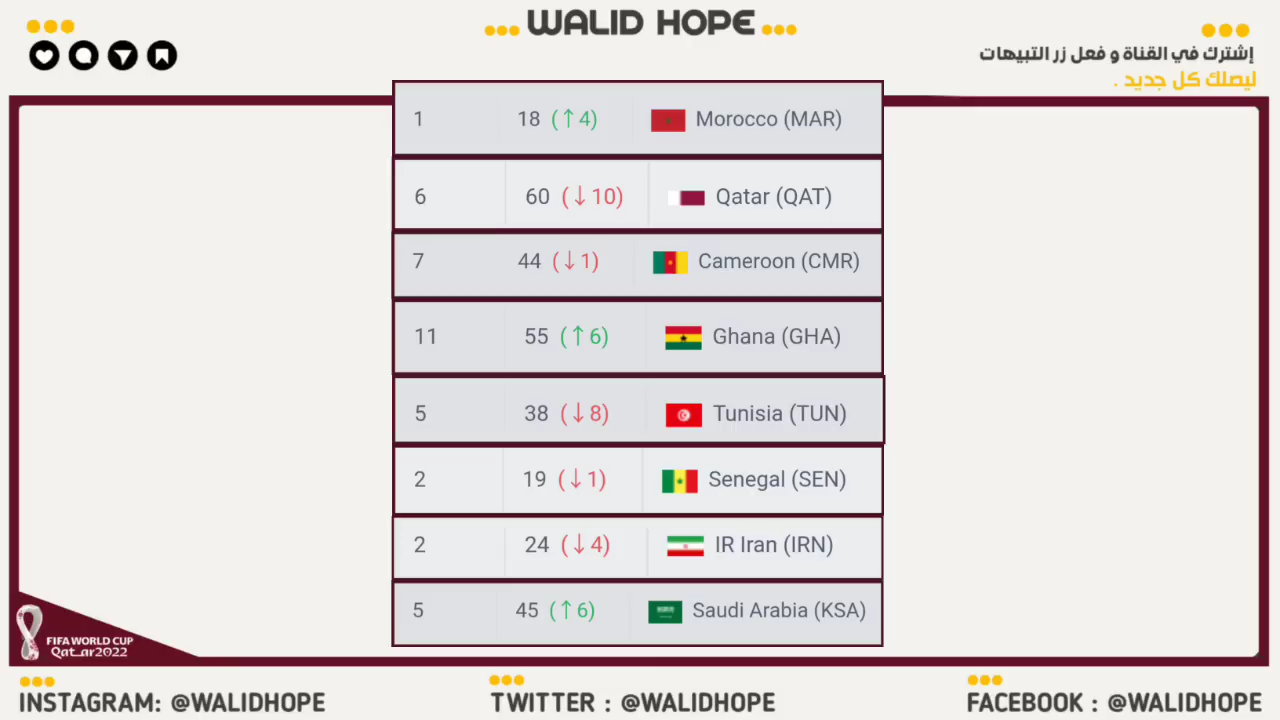 WALID HOPE
إشترك في القناة و فعل زر التبيهات
ليصلك كل جديد .
1 18 (↑4) Morocco (MAR)
6 60 (↓10) Qatar (QAT)
7 44 (↓1) Cameroon (CMR)
11 55 (↑6) Ghana (GHA)
5 38 (↓8) Tunisia (TUN)
2 19 (↓1) Senegal (SEN)
2 24 (↓4) IR Iran (IRN)
5 45 (↑6) Saudi Arabia (KSA)
FIFA WORLD CUP
Qatar2022
INSTAGRAM: @WALIDHOPE
TWITTER : @WALIDHOPE
FACEBOOK : @WALIDHOPE